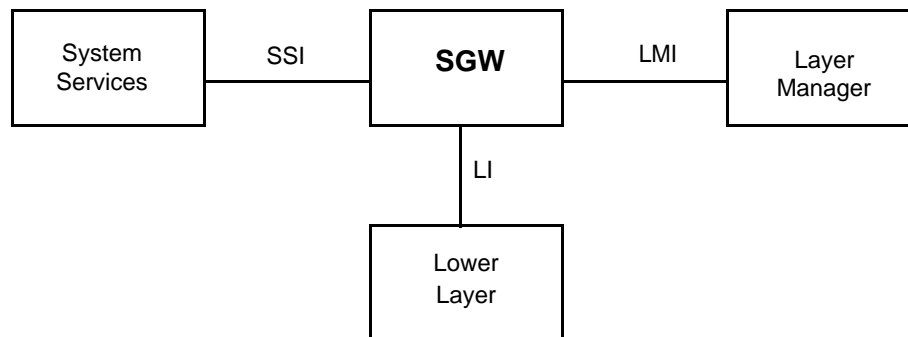 System
Services
SSI
SGW
LMI
Layer
Manager
LI
Lower
Layer